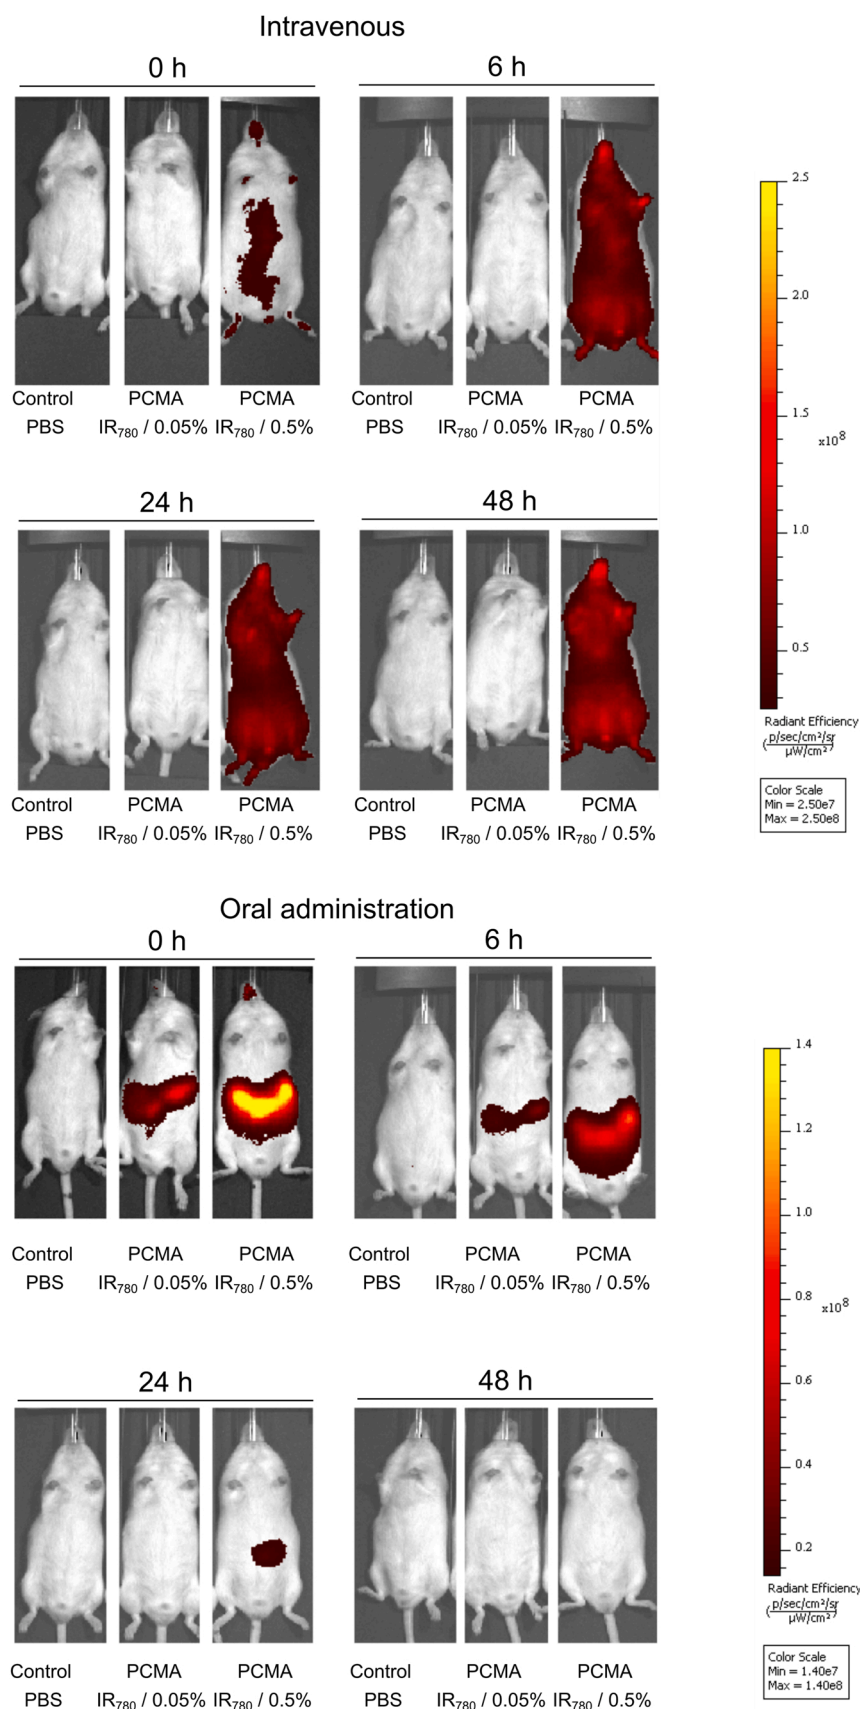 Intravenous
0 h
6 h
Control PCMA PCMA
PBS IR780 / 0.05% IR780 / 0.5%
Control PCMA PCMA
PBS IR780 / 0.05% IR780 / 0.5%
2.5
2.0
1.5
x10^8
1.0
0.5
Radiant Efficiency
(p/sec/cm²/sr
µW/cm²)
Color Scale
Min = 2.50e7
Max = 2.50e8
24 h
48 h
Control PCMA PCMA
PBS IR780 / 0.05% IR780 / 0.5%
Control PCMA PCMA
PBS IR780 / 0.05% IR780 / 0.5%
Oral administration
0 h
6 h
Control PCMA PCMA
PBS IR780 / 0.05% IR780 / 0.5%
Control PCMA PCMA
PBS IR780 / 0.05% IR780 / 0.5%
1.4
1.2
1.0
0.8
x10^8
0.6
0.4
0.2
Radiant Efficiency
(p/sec/cm²/sr
µW/cm²)
Color Scale
Min = 1.40e7
Max = 1.40e8
24 h
48 h
Control PCMA PCMA
PBS IR780 / 0.05% IR780 / 0.5%
Control PCMA PCMA
PBS IR780 / 0.05% IR780 / 0.5%